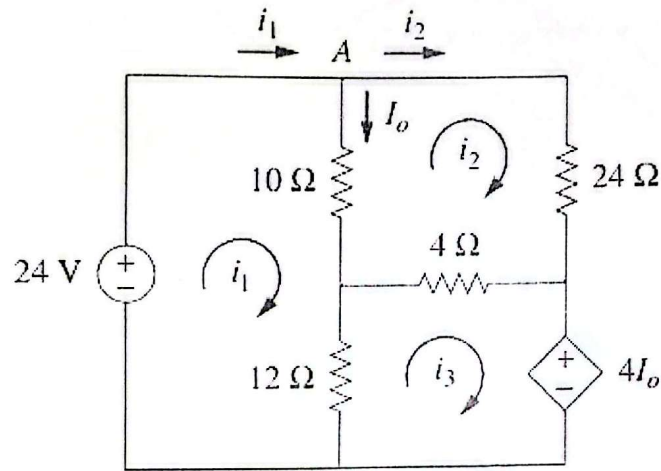 i₁ i₂
A
Iₒ
i₂
10 Ω 24 Ω
4 Ω
24 V + − i₁
12 Ω i₃ + − 4Iₒ